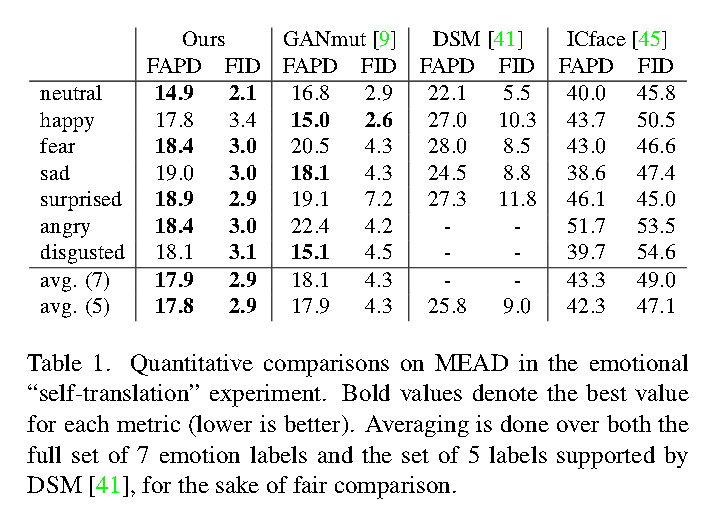 Ours GANmut [9] DSM [41] ICface [45]
FAPD FID FAPD FID FAPD FID FAPD FID
neutral 14.9 2.1 16.8 2.9 22.1 5.5 40.0 45.8
happy 17.8 3.4 15.0 2.6 27.0 10.3 43.7 50.5
fear 18.4 3.0 20.5 4.3 28.0 8.5 43.0 46.6
sad 19.0 3.0 18.1 4.3 24.5 8.8 38.6 47.4
surprised 18.9 2.9 19.1 7.2 27.3 11.8 46.1 45.0
angry 18.4 3.0 22.4 4.2 - - 51.7 53.5
disgusted 18.1 3.1 15.1 4.5 - - 39.7 54.6
avg. (7) 17.9 2.9 18.1 4.3 - - 43.3 49.0
avg. (5) 17.8 2.9 17.9 4.3 25.8 9.0 42.3 47.1
Table 1. Quantitative comparisons on MEAD in the emotional
“self-translation” experiment. Bold values denote the best value
for each metric (lower is better). Averaging is done over both the
full set of 7 emotion labels and the set of 5 labels supported by
DSM [41], for the sake of fair comparison.